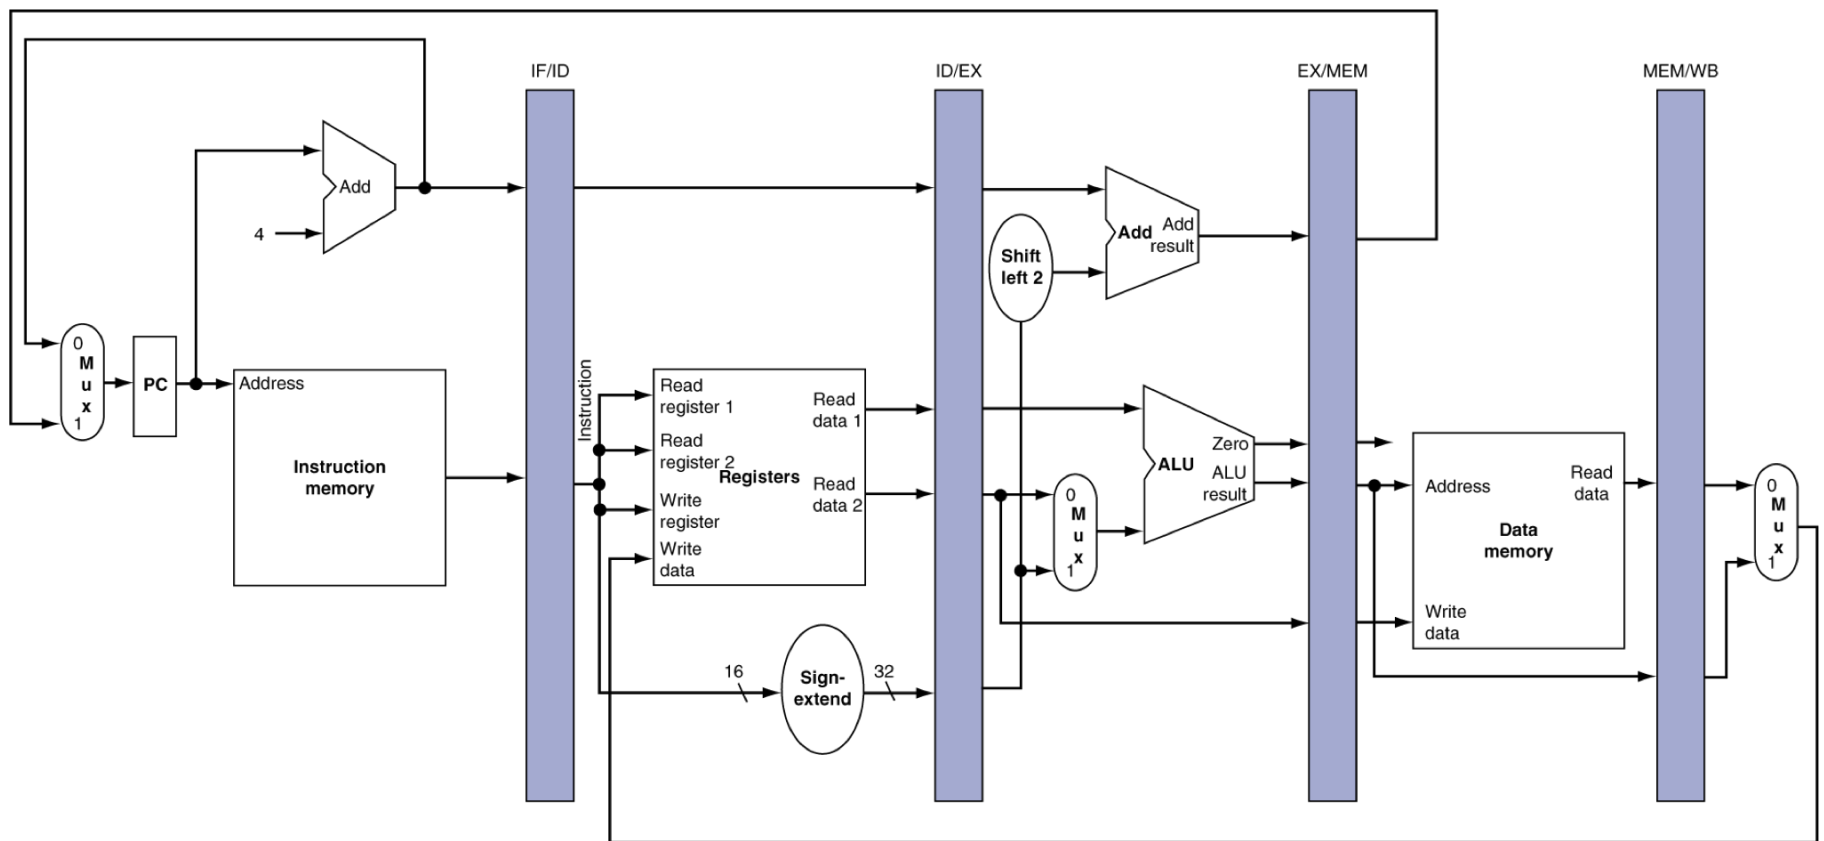 IF/ID
ID/EX
EX/MEM
MEM/WB
Add
4
Add
Add
result
Shift
left 2
0
M
u
x
1
PC
Address
Instruction
memory
Instruction
Read
register 1
Read
register 2
Write
register
Write
data
Registers
Read
data 1
Read
data 2
16
Sign-
extend
32
0
M
u
x
1
ALU
Zero
ALU
result
Address
Read
data
Data
memory
Write
data
0
M
u
x
1